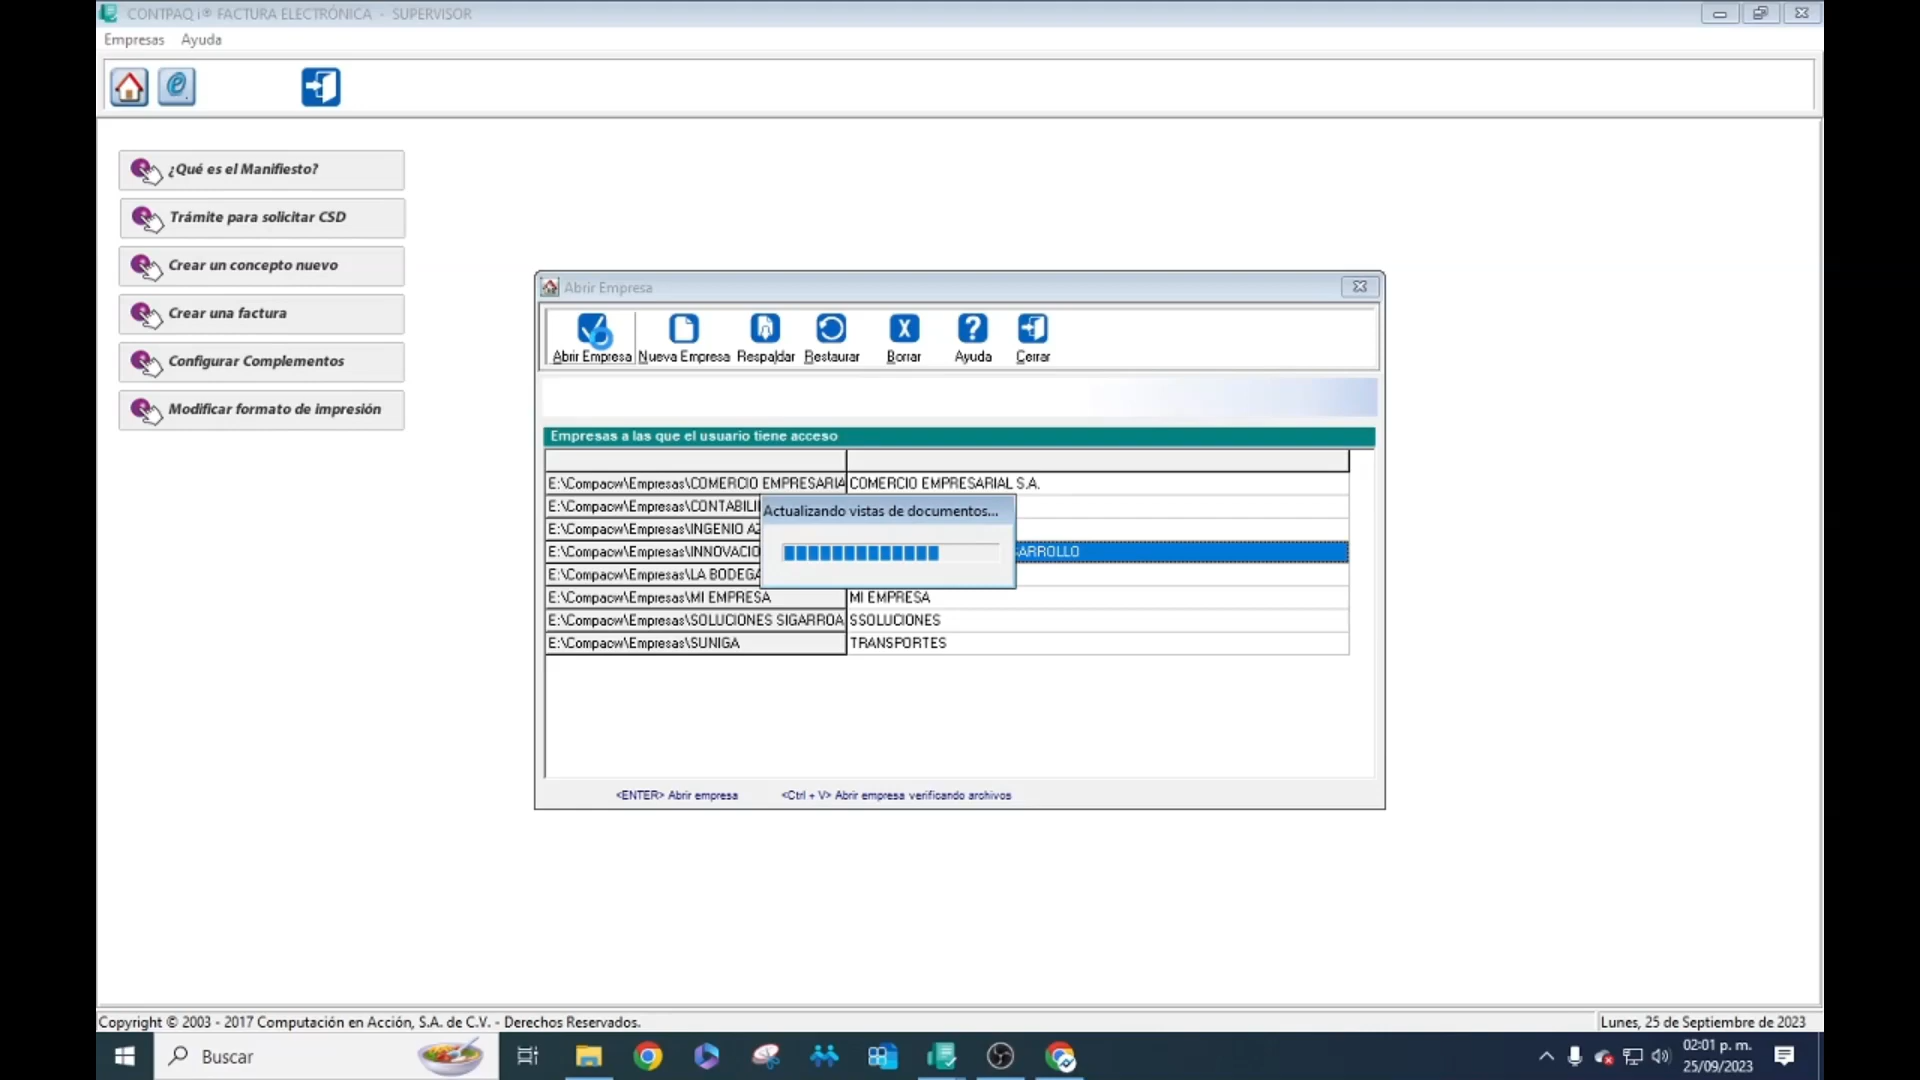 CONTPAQ i® FACTURA ELECTRÓNICA - SUPERVISOR
Empresas Ayuda
¿Qué es el Manifiesto?
Trámite para solicitar CSD
Crear un concepto nuevo
Crear una factura
Configurar Complementos
Modificar formato de impresión
Abrir Empresa
Abrir Empresa Nueva Empresa Respaldar Restaurar Borrar Ayuda Cerrar
Empresas a las que el usuario tiene acceso
E:\Compacw\Empresas\COMERCIO EMPRESARIA COMERCIO EMPRESARIAL S.A.
E:\Compacw\Empresas\CONTABILI
E:\Compacw\Empresas\INGENIO AZ
E:\Compacw\Empresas\INNOVACIO SARROLLO
E:\Compacw\Empresas\LA BODEGA
E:\Compacw\Empresas\MI EMPRESA MI EMPRESA
E:\Compacw\Empresas\SOLUCIONES SIGARROA SSOLUCIONES
E:\Compacw\Empresas\SUNIGA TRANSPORTES
Actualizando vistas de documentos...
<ENTER> Abrir empresa <Ctrl + V> Abrir empresa verificando archivos
Copyright © 2003 - 2017 Computación en Acción, S.A. de C.V. - Derechos Reservados.
Lunes, 25 de Septiembre de 2023
Buscar
02:01 p. m.
25/09/2023